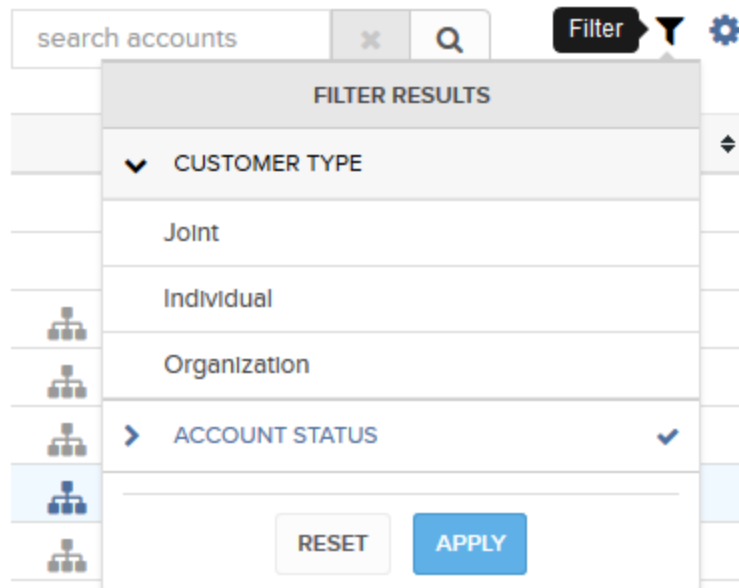 search accounts
Filter
FILTER RESULTS
CUSTOMER TYPE
Joint
Individual
Organization
ACCOUNT STATUS
RESET
APPLY